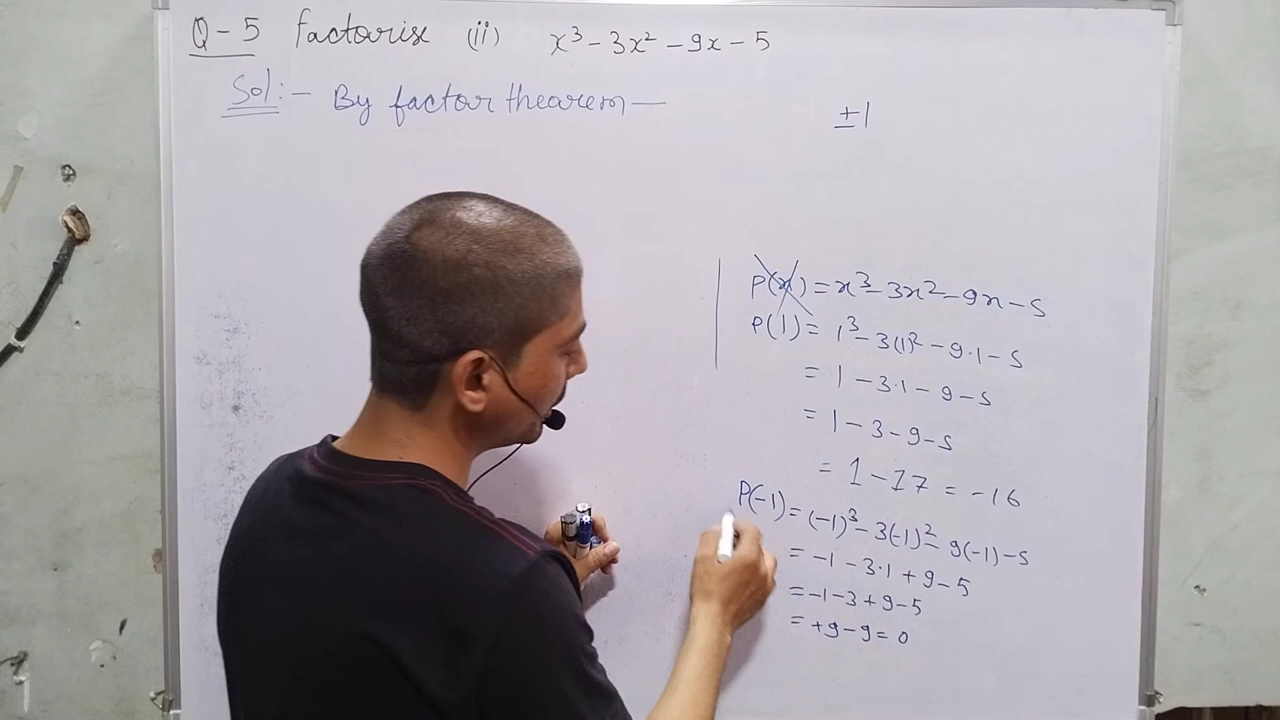 Q-5 factorise (ii) x³ - 3x² - 9x - 5
Sol:- By factor thearem —
±1
P(x) = x³ - 3x² - 9x - 5
P(1) = 1³ - 3(1)² - 9·1 - 5
= 1 - 3·1 - 9 - 5
= 1 - 3 - 9 - 5
= 1 - 17 = -16
P(-1) = (-1)³ - 3(-1)² - 9(-1) - 5
= -1 - 3·1 + 9 - 5
= -1 - 3 + 9 - 5
= +9 - 9 = 0